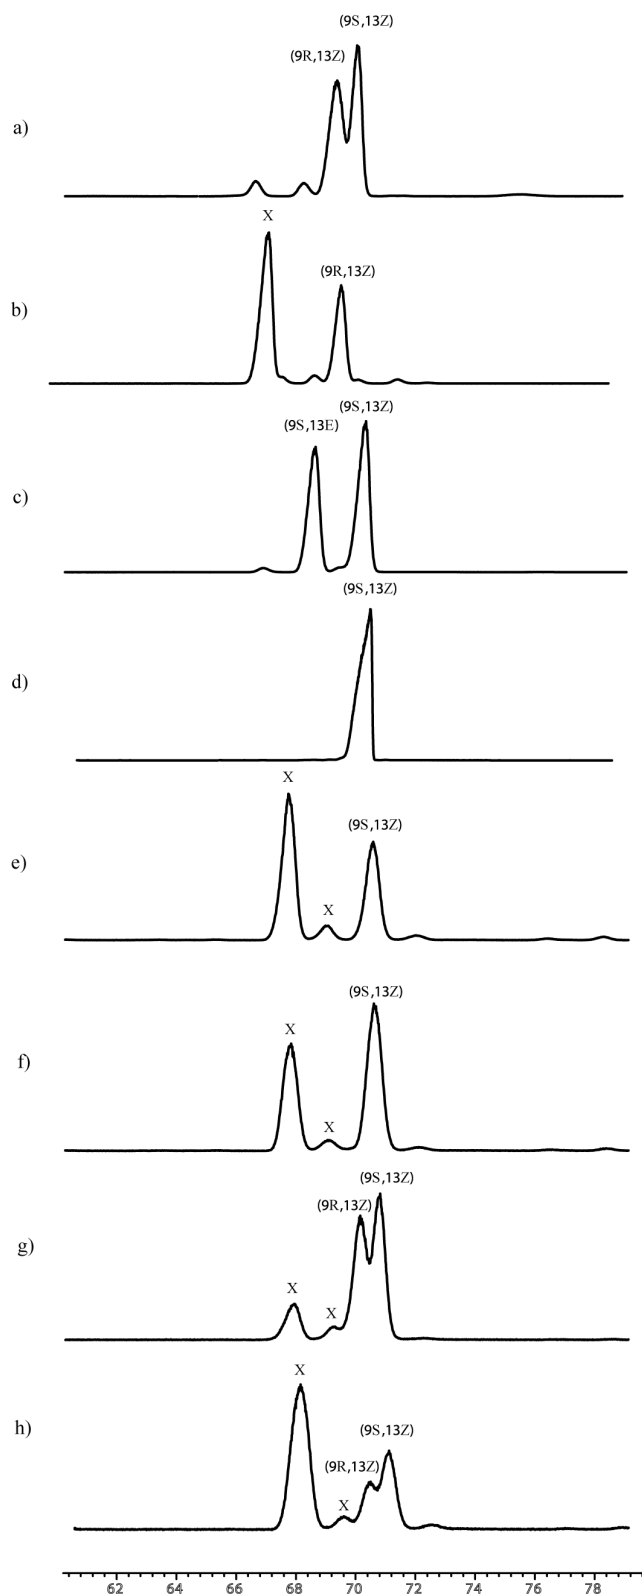 (9S,13Z)
(9R,13Z)
a)
X
(9R,13Z)
b)
(9S,13Z)
(9S,13E)
c)
(9S,13Z)
d)
X
(9S,13Z)
X
e)
(9S,13Z)
X
X
f)
(9S,13Z)
(9R,13Z)
g)
X
X
X
(9S,13Z)
h)
(9R,13Z)
X
62 64 66 68 70 72 74 76 78